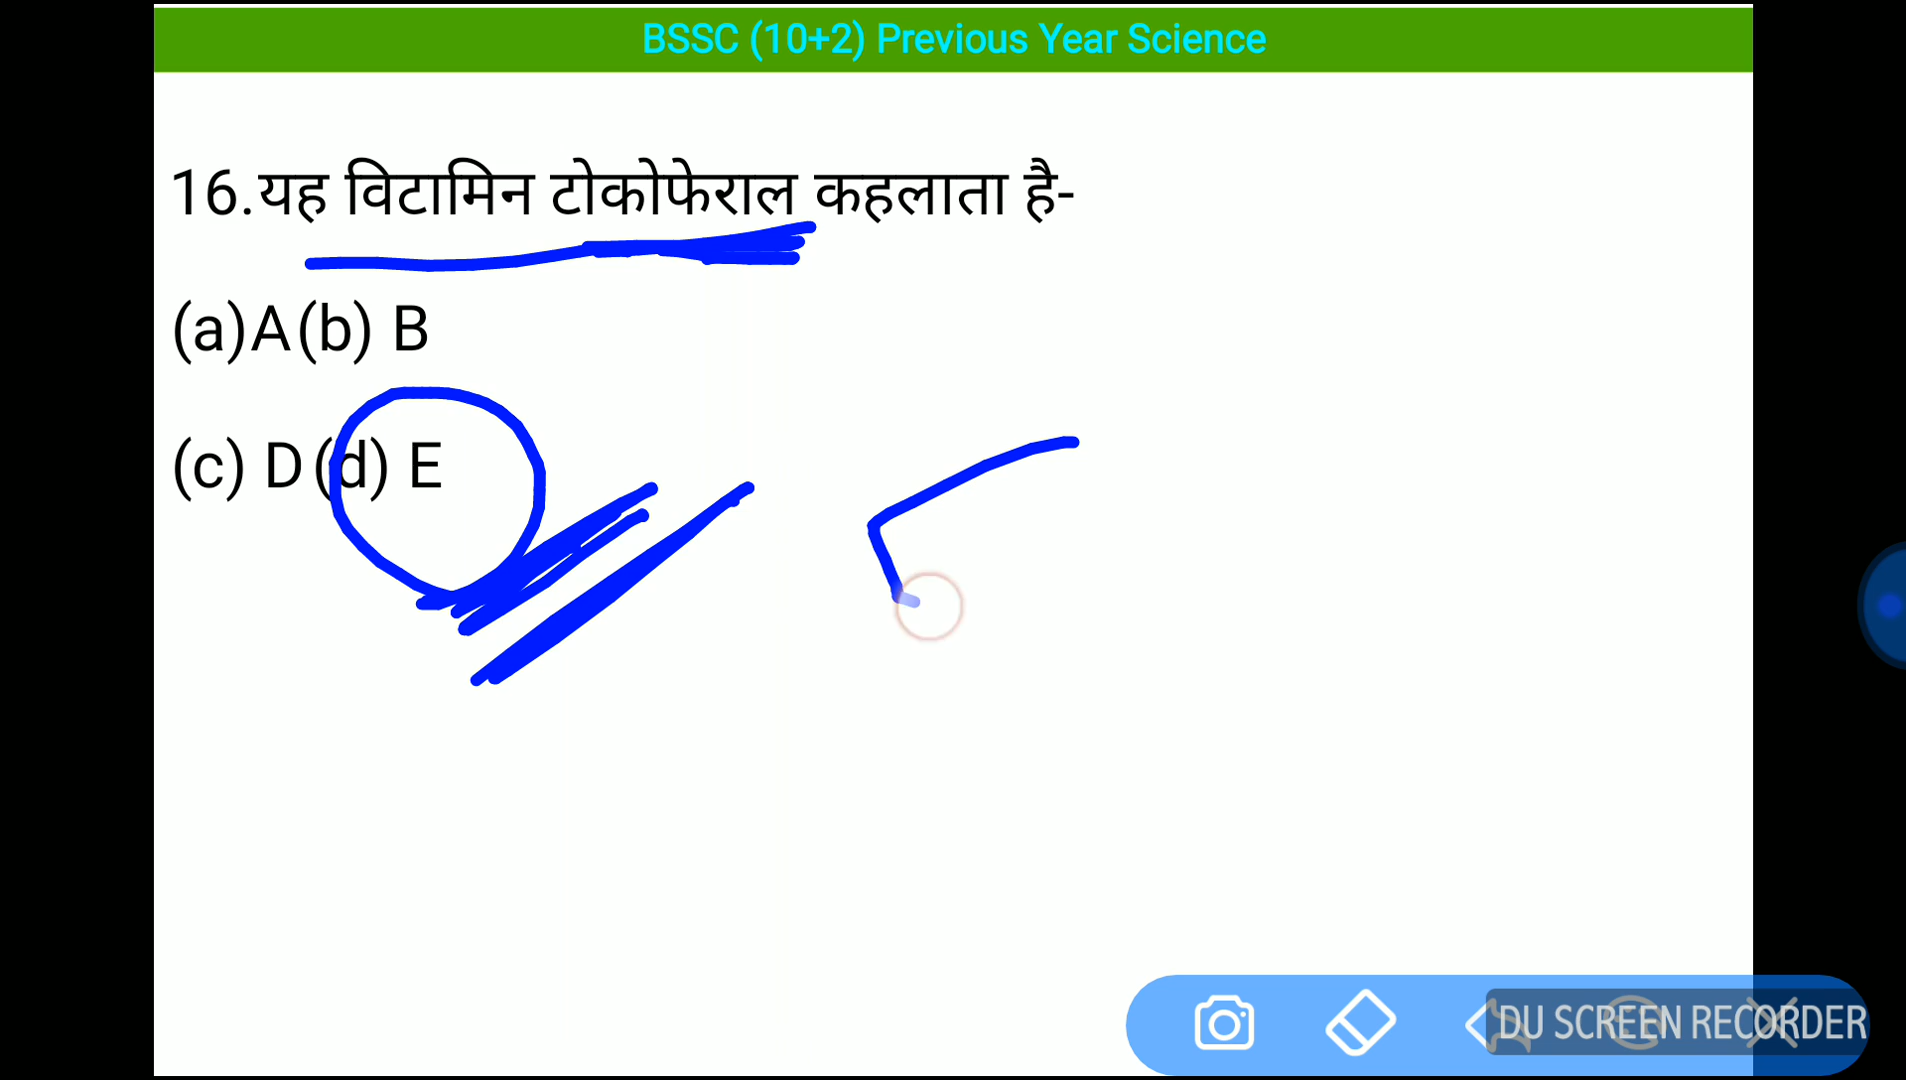 BSSC (10+2) Previous Year Science
16.यह विटामिन टोकोफेराल कहलाता है-
(a)A(b) B
(c) D(d) E
DU SCREEN RECORDER